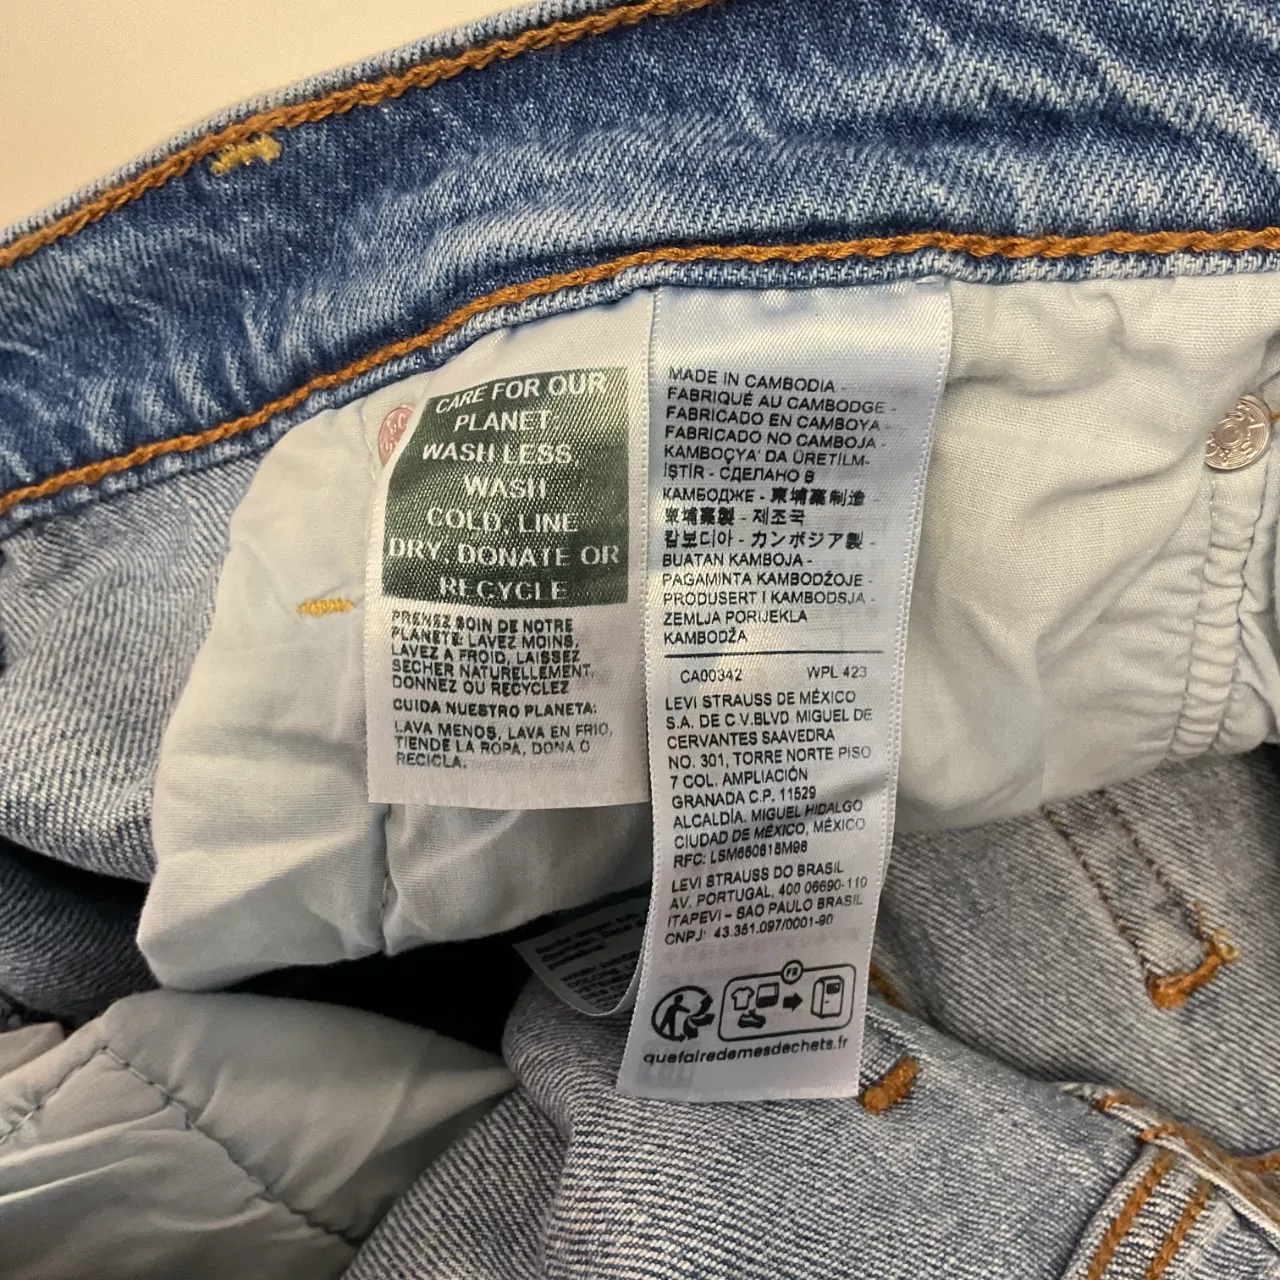 CARE FOR OUR
PLANET:
WASH LESS,
WASH
COLD, LINE
DRY, DONATE OR
RECYCLE
PRENEZ SOIN DE NOTRE
PLANÈTE: LAVEZ MOINS,
LAVEZ À FROID, LAISSEZ
SÉCHER NATURELLEMENT,
DONNEZ OU RECYCLEZ
CUIDA NUESTRO PLANETA:
LAVA MENOS, LAVA EN FRIO,
TIENDE LA ROPA, DONA O
RECICLA.
MADE IN CAMBODIA -
FABRIQUÉ AU CAMBODGE -
FABRICADO EN CAMBOYA -
FABRICADO NO CAMBOJA -
KAMBOÇYA' DA ÜRETİLM-
İŞTİR - СДЕЛАНО В
КАМБОДЖЕ - 柬埔寨制造 -
柬埔寨製 - 제조국
캄보디아 - カンボジア製 -
BUATAN KAMBOJA -
PAGAMINTA KAMBODŽOJE -
PRODUSERT I KAMBODSJA -
ZEMLJA PORIJEKLA
KAMBODŽA
CA00342 WPL 423
LEVI STRAUSS DE MÉXICO
S.A. DE C.V.BLVD. MIGUEL DE
CERVANTES SAAVEDRA
NO. 301, TORRE NORTE PISO
7 COL. AMPLIACIÓN
GRANADA C.P. 11529
ALCALDÍA. MIGUEL HIDALGO
CIUDAD DE MÉXICO, MÉXICO
RFC: LSM660618M98
LEVI STRAUSS DO BRASIL
AV. PORTUGAL, 400 06690-110
ITAPEVI – SAO PAULO BRASIL
CNPJ: 43.351.097/0001-90
FR
quefairedemesdechets.fr